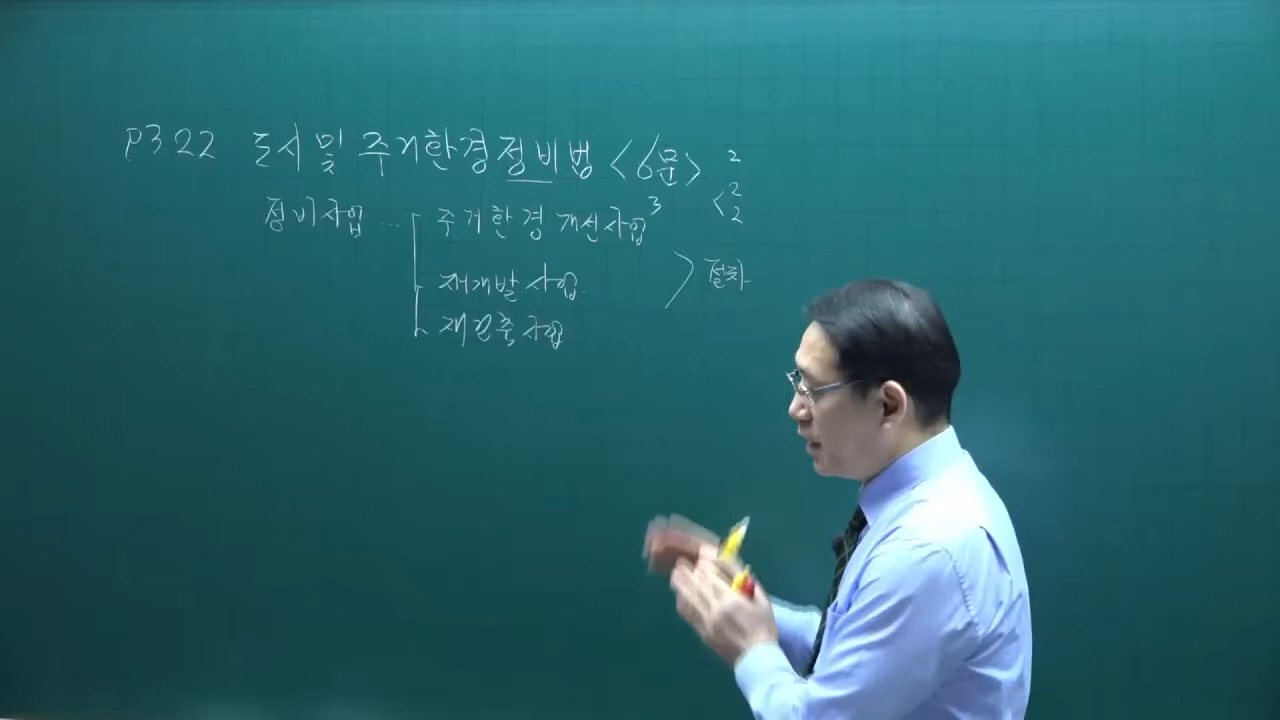 P322 도시 및 주거환경정비법 <6문> 2
< 2
2
정비사업 … 주거환경개선사업 3
재개발사업. > 절차
재건축사업